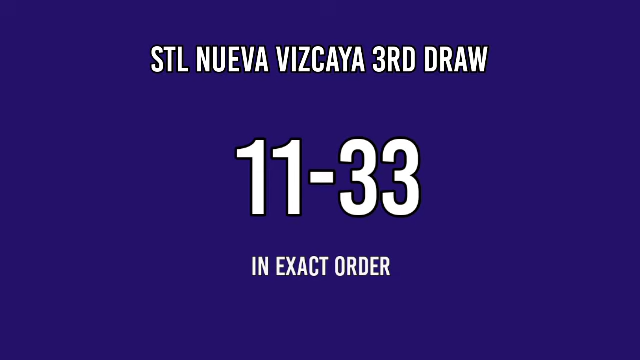 STL NUEVA VIZCAYA 3RD DRAW
11-33
IN EXACT ORDER